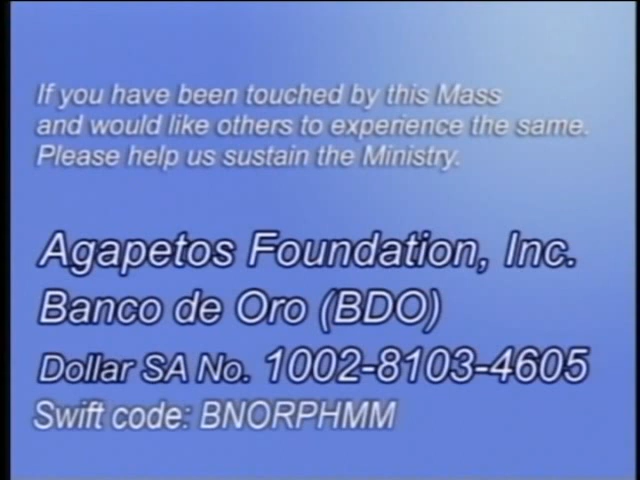 If you have been touched by this Mass
and would like others to experience the same.
Please help us sustain the Ministry.
Agapetos Foundation, Inc.
Banco de Oro (BDO)
Dollar SA No. 1002-8103-4605
Swift code: BNORPHMM